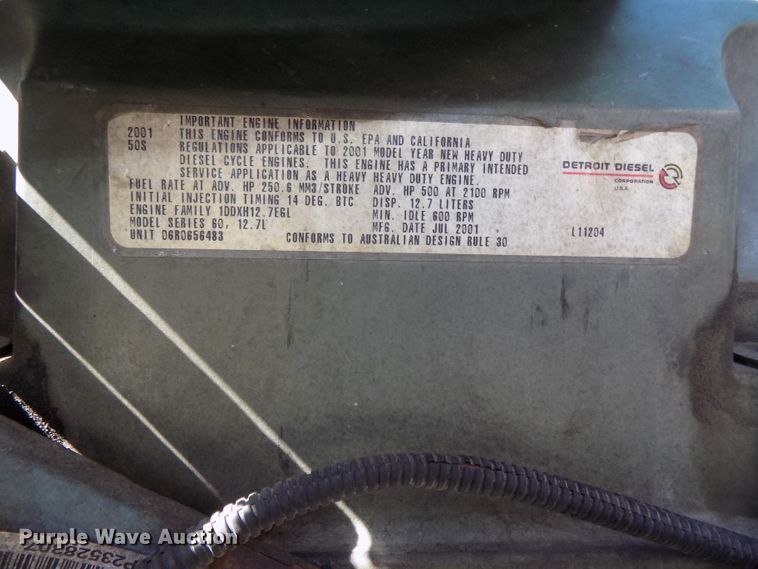 IMPORTANT ENGINE INFORMATION
2001 THIS ENGINE CONFORMS TO U.S. EPA AND CALIFORNIA
50S REGULATIONS APPLICABLE TO 2001 MODEL YEAR NEW HEAVY DUTY
DIESEL CYCLE ENGINES. THIS ENGINE HAS A PRIMARY INTENDED
SERVICE APPLICATION AS A HEAVY HEAVY DUTY ENGINE.
FUEL RATE AT ADV. HP 250.6 MM3/STROKE ADV. HP 500 AT 2100 RPM
INITIAL INJECTION TIMING 14 DEG. BTC DISP. 12.7 LITERS
ENGINE FAMILY 1DDXH12.7EGL MIN. IDLE 600 RPM
MODEL SERIES 60, 12.7L MFG. DATE JUL 2001
UNIT 06R0656483 CONFORMS TO AUSTRALIAN DESIGN RULE 30
L11204
DETROIT DIESEL
CORPORATION
U.S.A.
Purple Wave Auction